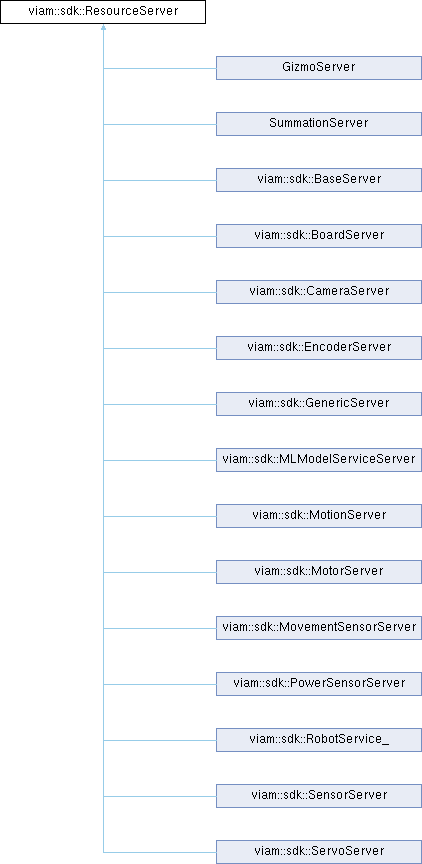 viam::sdk::ResourceServer
GizmoServer
SummationServer
viam::sdk::BaseServer
viam::sdk::BoardServer
viam::sdk::CameraServer
viam::sdk::EncoderServer
viam::sdk::GenericServer
viam::sdk::MLModelServiceServer
viam::sdk::MotionServer
viam::sdk::MotorServer
viam::sdk::MovementSensorServer
viam::sdk::PowerSensorServer
viam::sdk::RobotService_
viam::sdk::SensorServer
viam::sdk::ServoServer